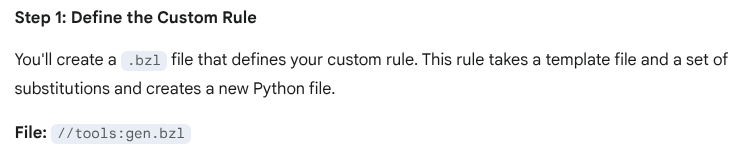 Step 1: Define the Custom Rule
You'll create a .bzl file that defines your custom rule. This rule takes a template file and a set of
substitutions and creates a new Python file.
File: //tools:gen.bzl